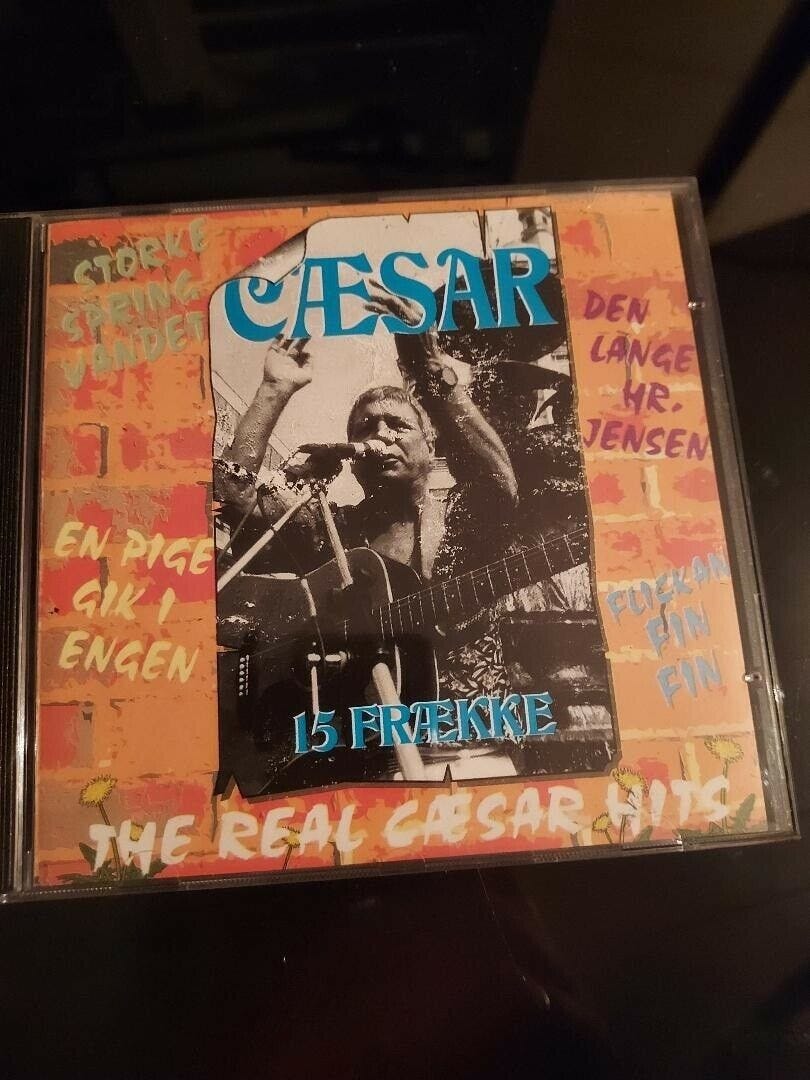 STORKE
SPRING
VANDET
CÆSAR
DEN
LANGE
HR.
JENSEN
EN PIGE
GIK I
ENGEN
FLICKAN
FIN
FIN
15 FRÆKKE
THE REAL CÆSAR HITS